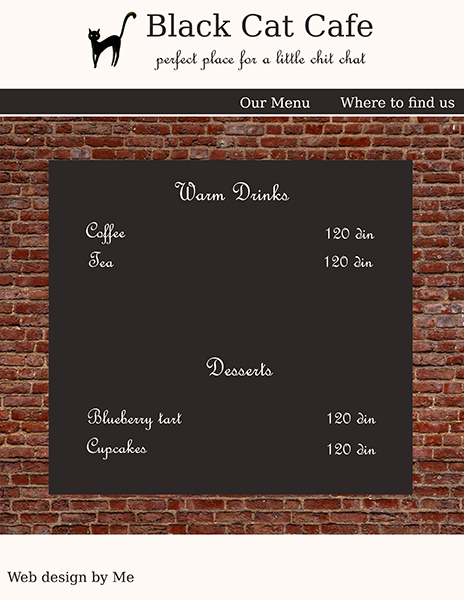 Black Cat Cafe
perfect place for a little chit chat
Our Menu Where to find us
Warm Drinks
Coffee 120 din
Tea 120 din
Desserts
Blueberry tart 120 din
Cupcakes 120 din
Web design by Me